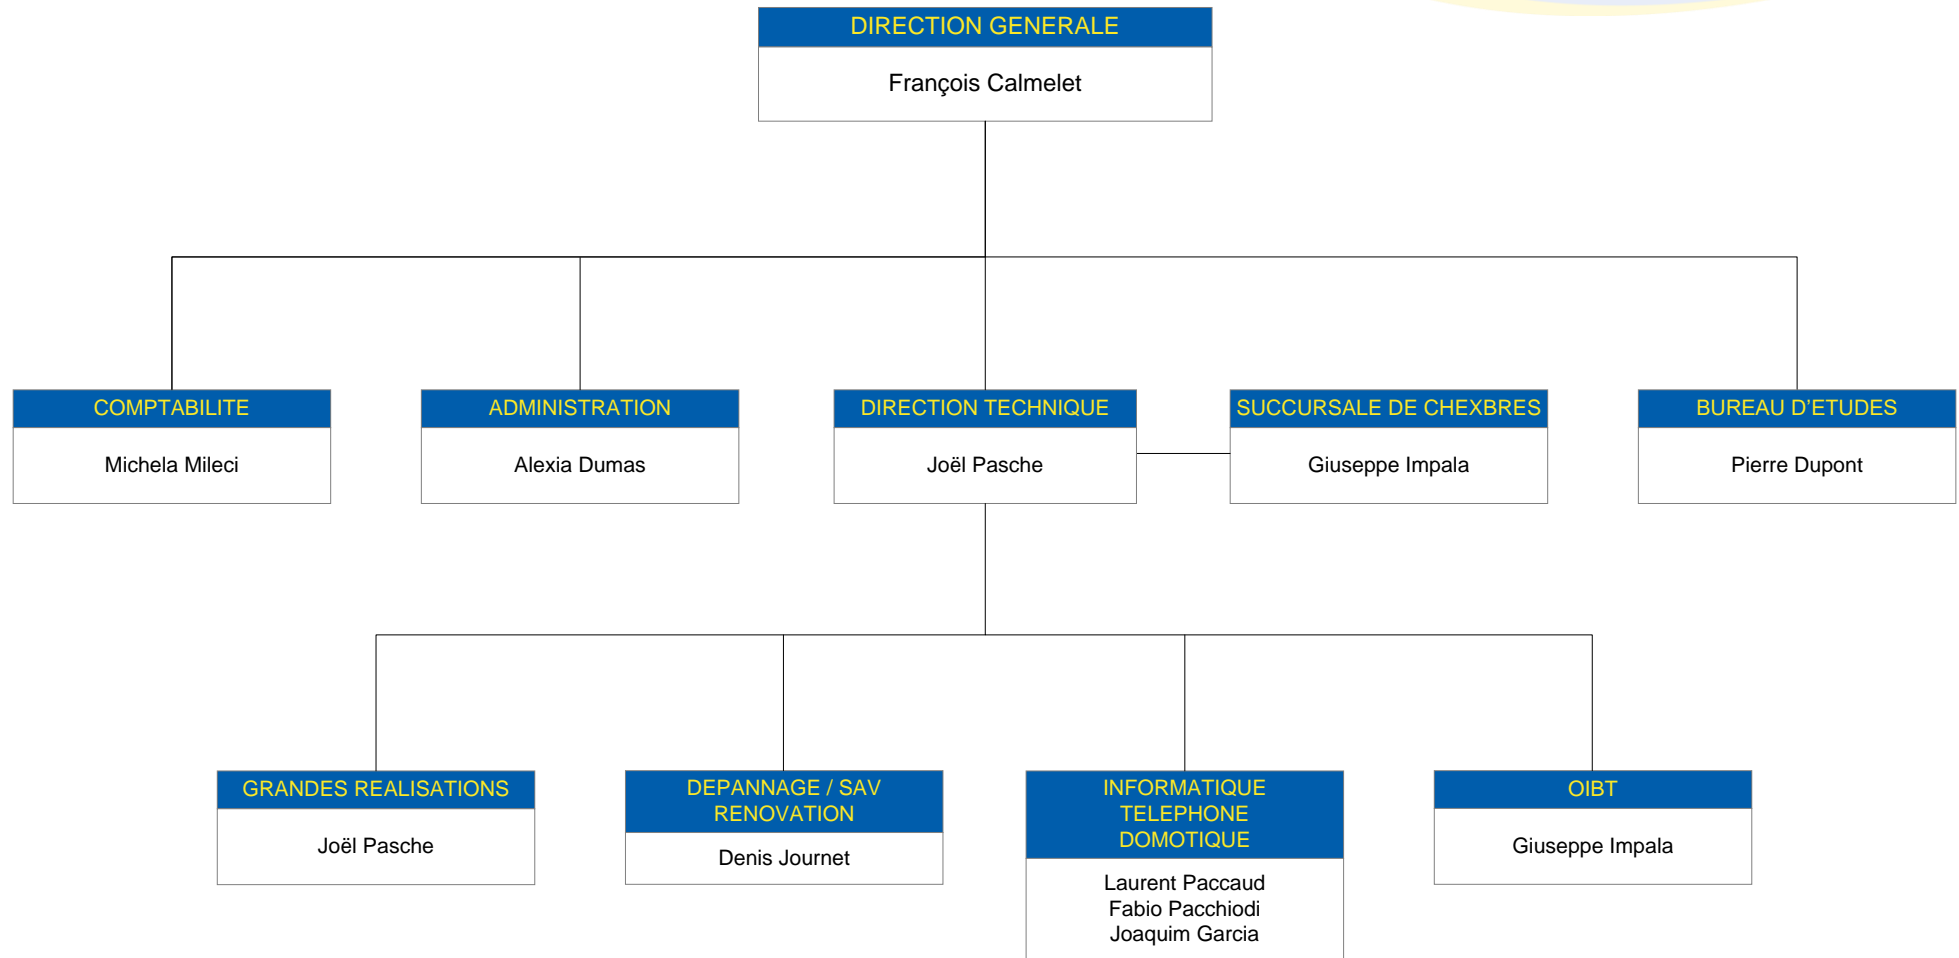 DIRECTION GENERALE
François Calmelet
COMPTABILITE
Michela Mileci
ADMINISTRATION
Alexia Dumas
DIRECTION TECHNIQUE
Joël Pasche
SUCCURSALE DE CHEXBRES
Giuseppe Impala
BUREAU D'ETUDES
Pierre Dupont
GRANDES REALISATIONS
Joël Pasche
DEPANNAGE / SAV
RENOVATION
Denis Journet
INFORMATIQUE
TELEPHONE
DOMOTIQUE
Laurent Paccaud
Fabio Pacchiodi
Joaquim Garcia
OIBT
Giuseppe Impala